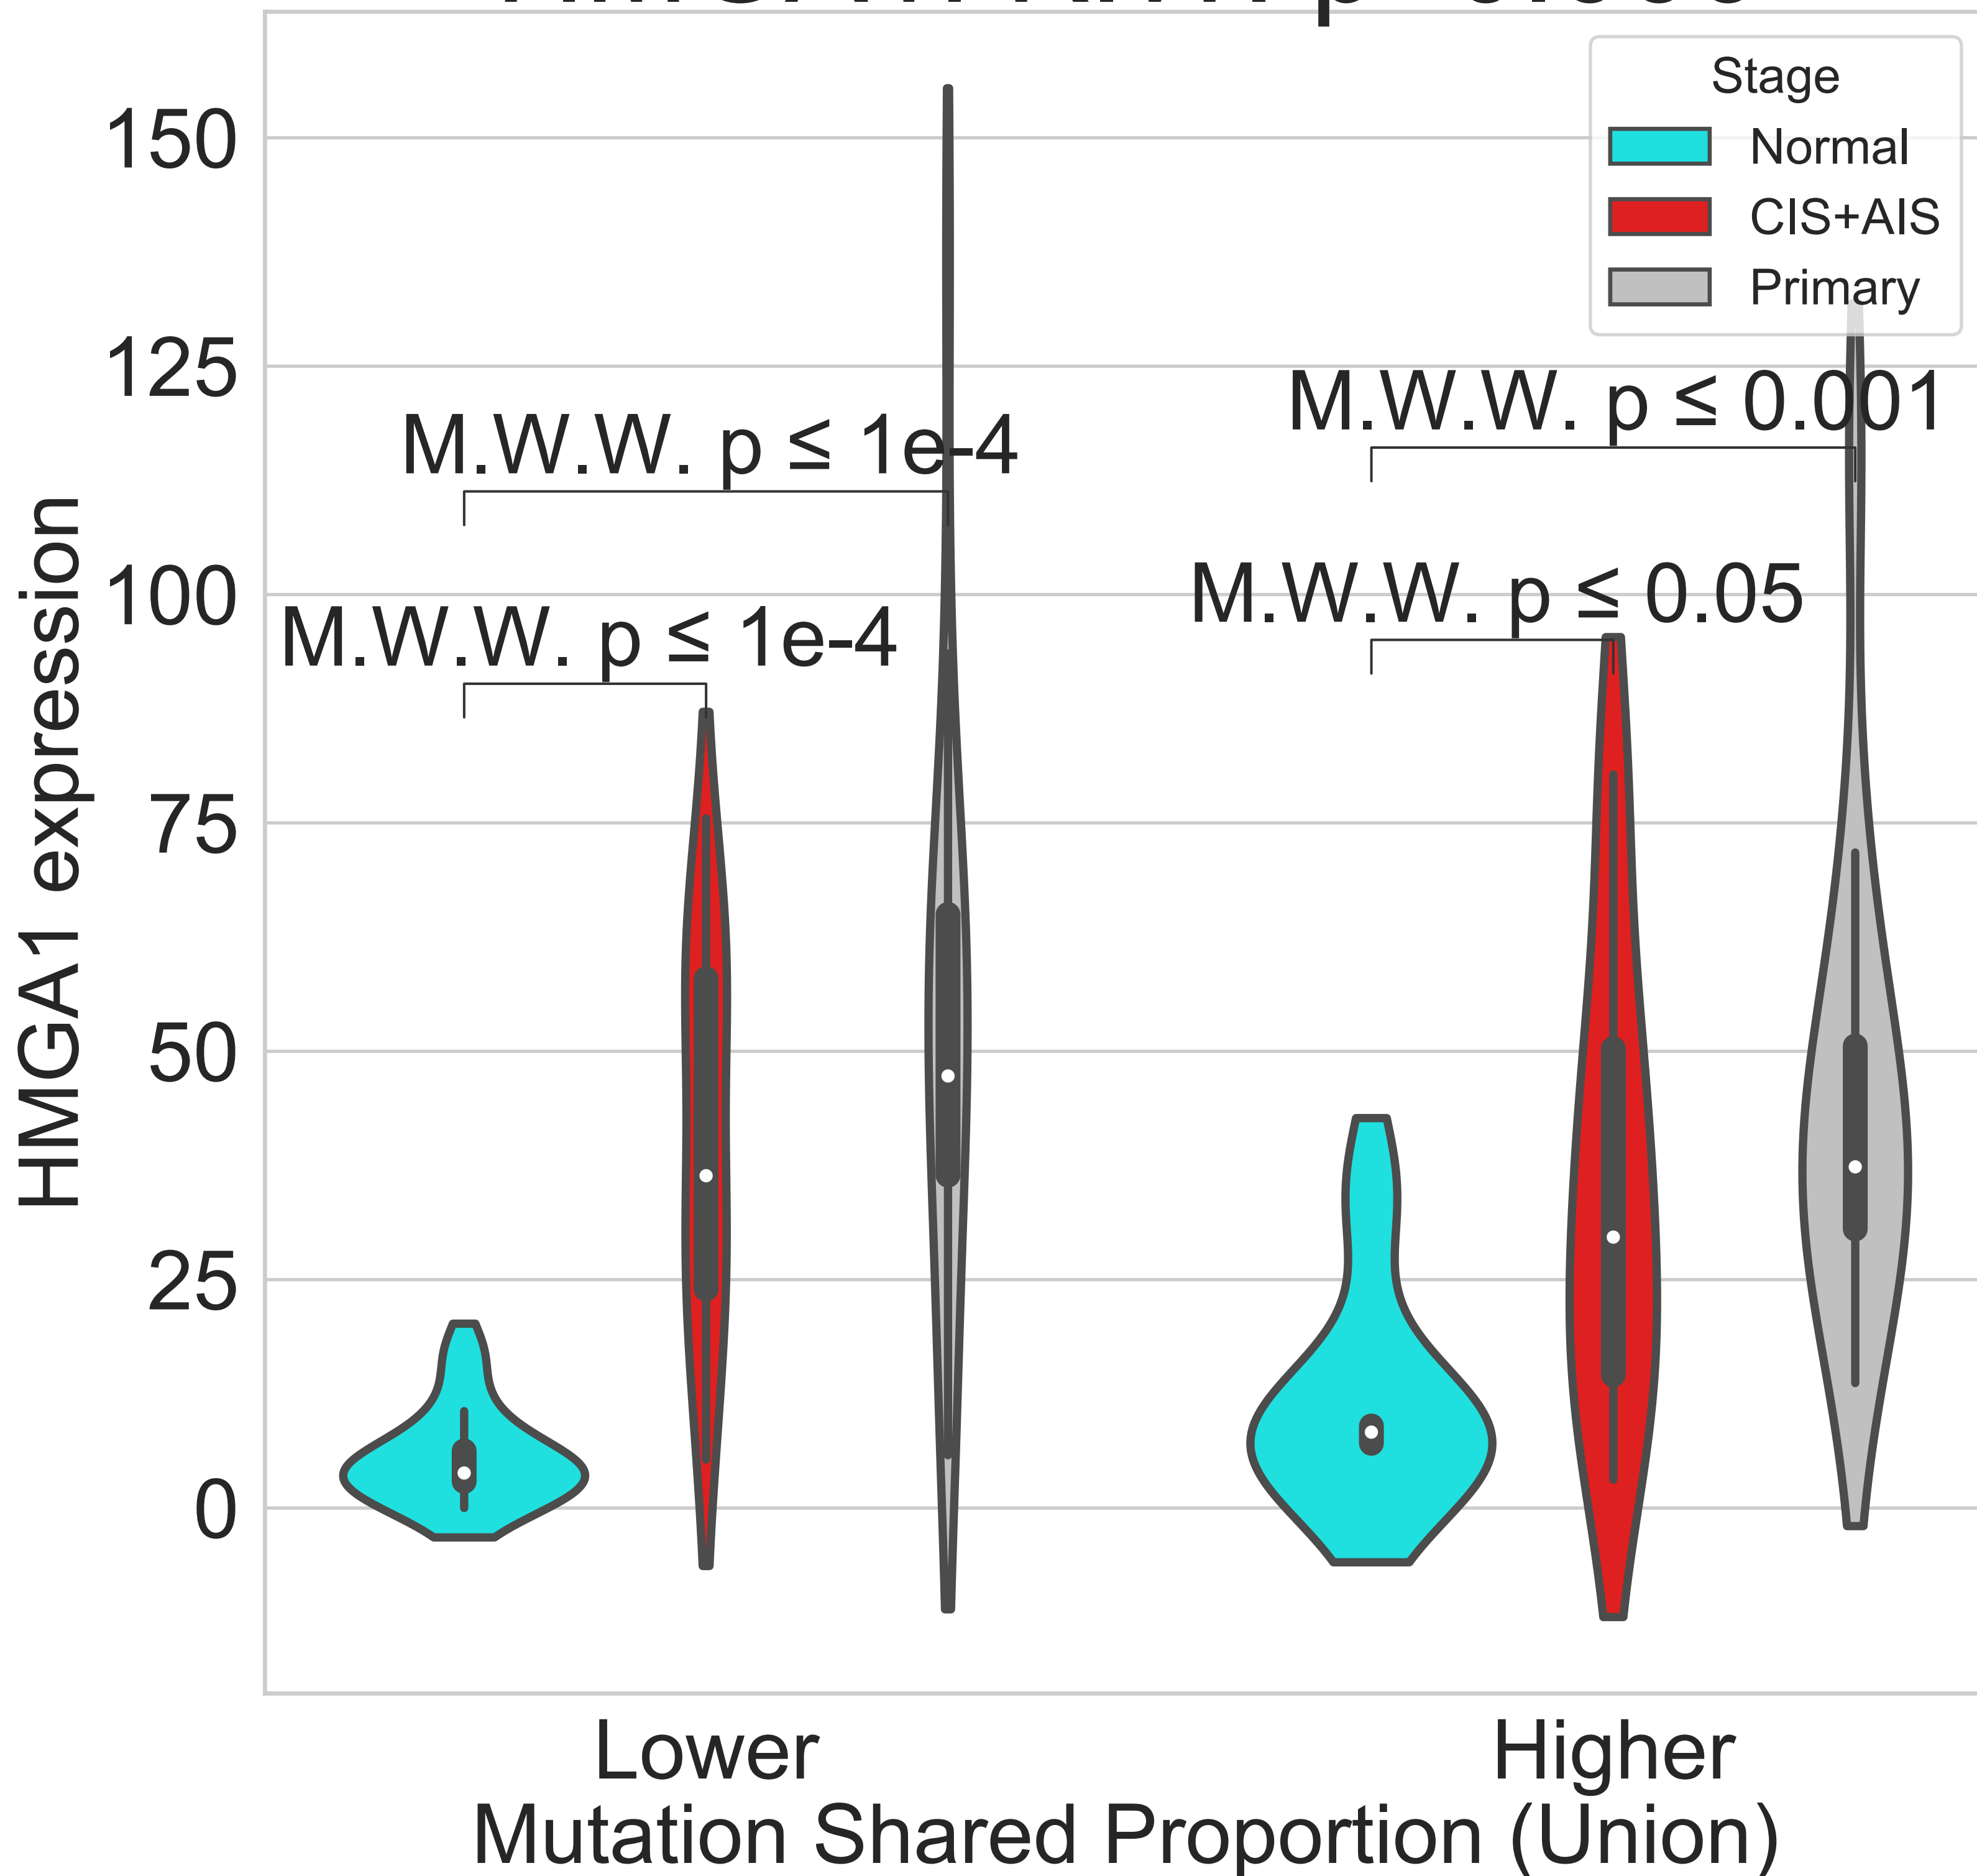 Stage
Normal
CIS+AIS
Primary
150
125
100
75
50
25
0
HMGA1 expression
M.W.W. p ≤ 1e-4
M.W.W. p ≤ 1e-4
M.W.W. p ≤ 0.001
M.W.W. p ≤ 0.05
Lower
Higher
Mutation Shared Proportion (Union)